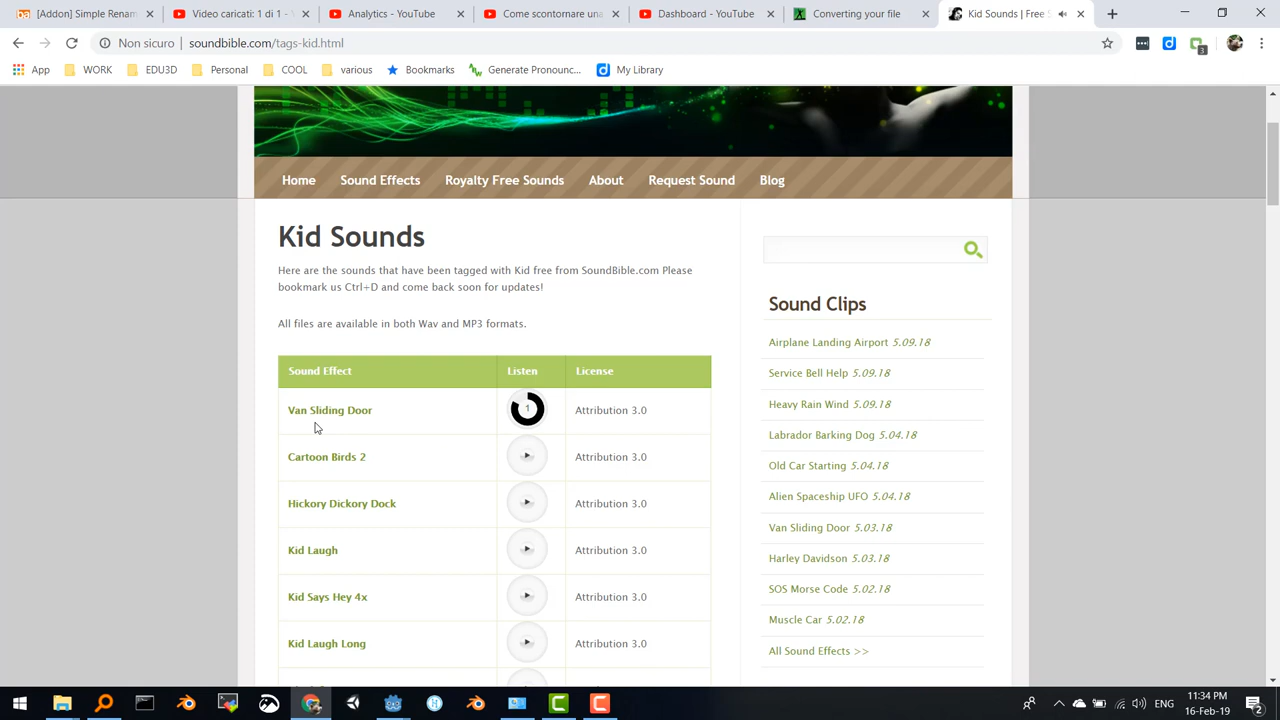 [Addon] Simple Renam
Video caricati: 1 di 1 -
Analytics - YouTube
Come scontornare una
Dashboard - YouTube
Converting your file
Kid Sounds | Free S
Non sicuro soundbible.com/tags-kid.html
3
App WORK EDU3D Personal COOL various Bookmarks Generate Pronounc... My Library
Home Sound Effects Royalty Free Sounds About Request Sound Blog
Kid Sounds
Here are the sounds that have been tagged with Kid free from SoundBible.com Please
bookmark us Ctrl+D and come back soon for updates!
All files are available in both Wav and MP3 formats.
Sound Effect Listen License
Van Sliding Door 1 Attribution 3.0
Cartoon Birds 2 Attribution 3.0
Hickory Dickory Dock Attribution 3.0
Kid Laugh Attribution 3.0
Kid Says Hey 4x Attribution 3.0
Kid Laugh Long Attribution 3.0
Sound Clips
Airplane Landing Airport 5.09.18
Service Bell Help 5.09.18
Heavy Rain Wind 5.09.18
Labrador Barking Dog 5.04.18
Old Car Starting 5.04.18
Alien Spaceship UFO 5.04.18
Van Sliding Door 5.03.18
Harley Davidson 5.03.18
SOS Morse Code 5.02.18
Muscle Car 5.02.18
All Sound Effects >>
ENG
11:34 PM
16-Feb-19
2